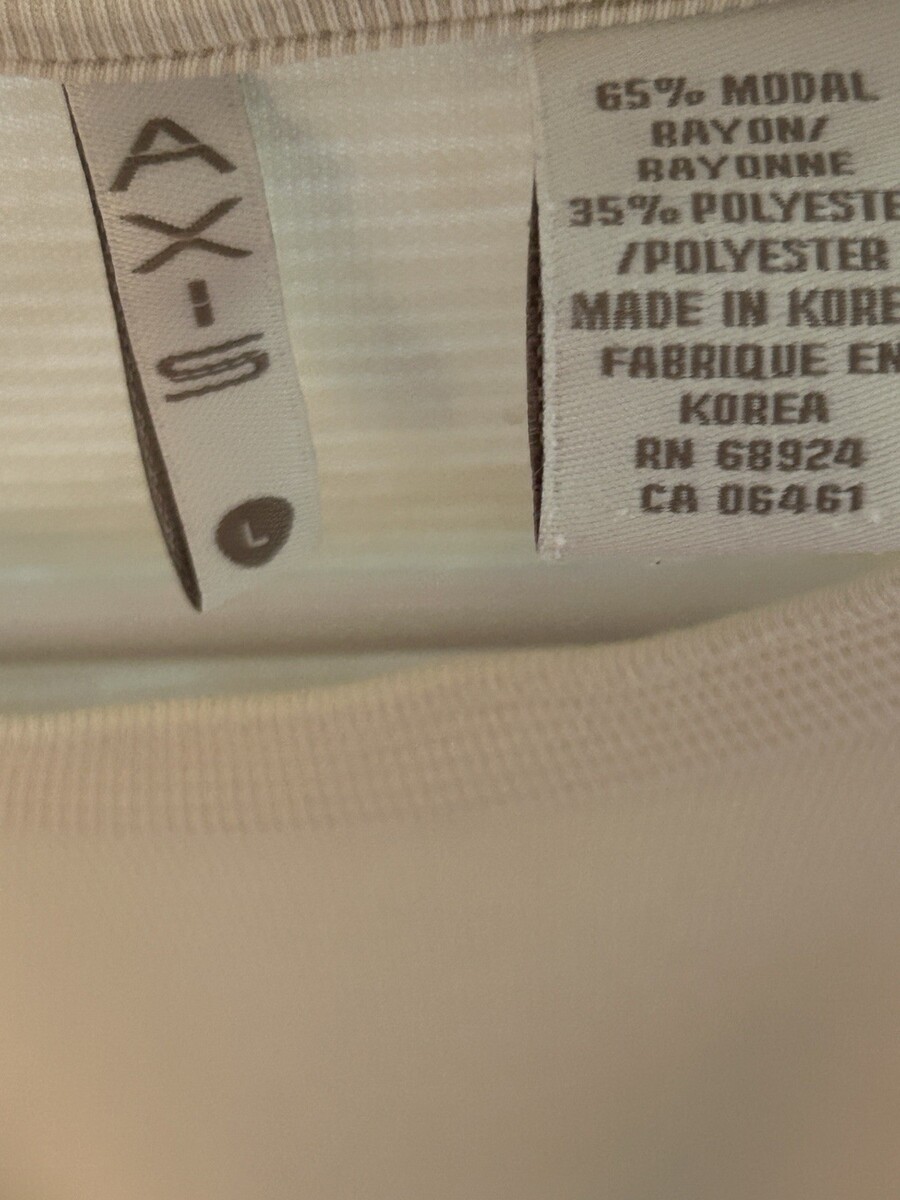 AXIS
L
65% MODAL
RAYON/
RAYONNE
35% POLYESTE
/POLYESTER
MADE IN KORE
FABRIQUE EN
KOREA
RN 68924
CA 06461